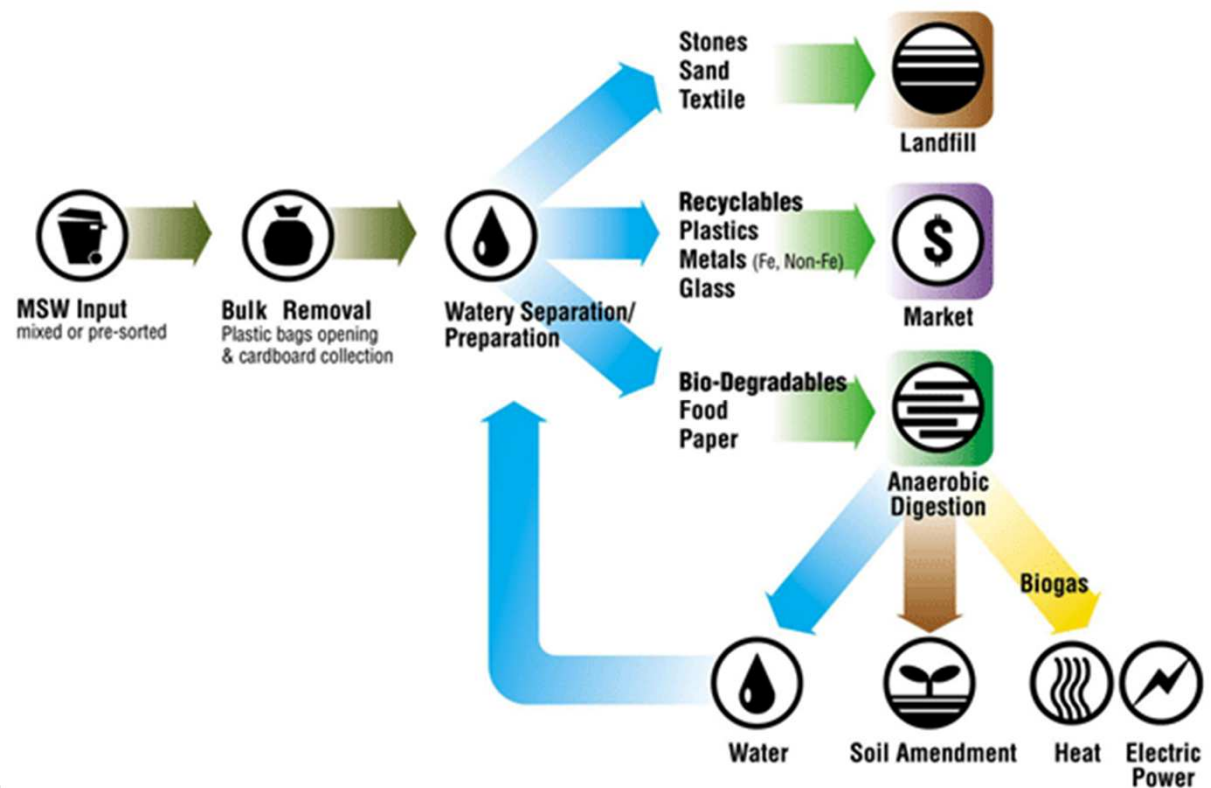 Stones
Sand
Textile
Landfill
MSW Input
mixed or pre-sorted
Bulk Removal
Plastic bags opening
& cardboard collection
Watery Separation/
Preparation
Recyclables
Plastics
Metals (Fe, Non-Fe)
Glass
$
Market
Bio-Degradables
Food
Paper
Anaerobic
Digestion
Biogas
Water
Soil Amendment
Heat
Electric
Power